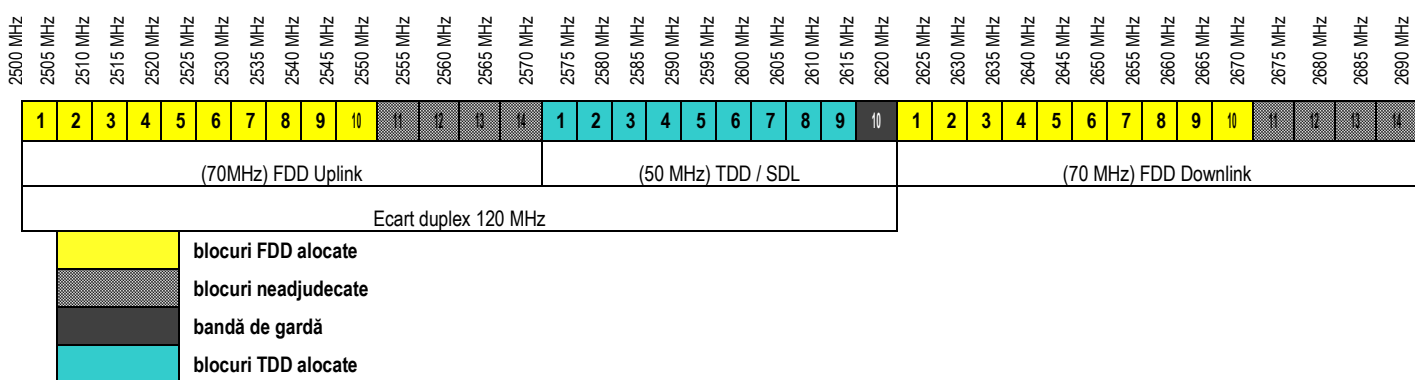 2500 MHz 2505 MHz 2510 MHz 2515 MHz 2520 MHz 2525 MHz 2530 MHz 2535 MHz 2540 MHz 2545 MHz 2550 MHz 2555 MHz 2560 MHz 2565 MHz 2570 MHz 2575 MHz 2580 MHz 2585 MHz 2590 MHz 2595 MHz 2600 MHz 2605 MHz 2610 MHz 2615 MHz 2620 MHz 2625 MHz 2630 MHz 2635 MHz 2640 MHz 2645 MHz 2650 MHz 2655 MHz 2660 MHz 2665 MHz 2670 MHz 2675 MHz 2680 MHz 2685 MHz 2690 MHz
1 2 3 4 5 6 7 8 9 10 11 12 13 14 1 2 3 4 5 6 7 8 9 10 1 2 3 4 5 6 7 8 9 10 11 12 13 14
(70MHz) FDD Uplink (50 MHz) TDD / SDL (70 MHz) FDD Downlink
Ecart duplex 120 MHz
blocuri FDD alocate
blocuri neadjudecate
bandă de gardă
blocuri TDD alocate